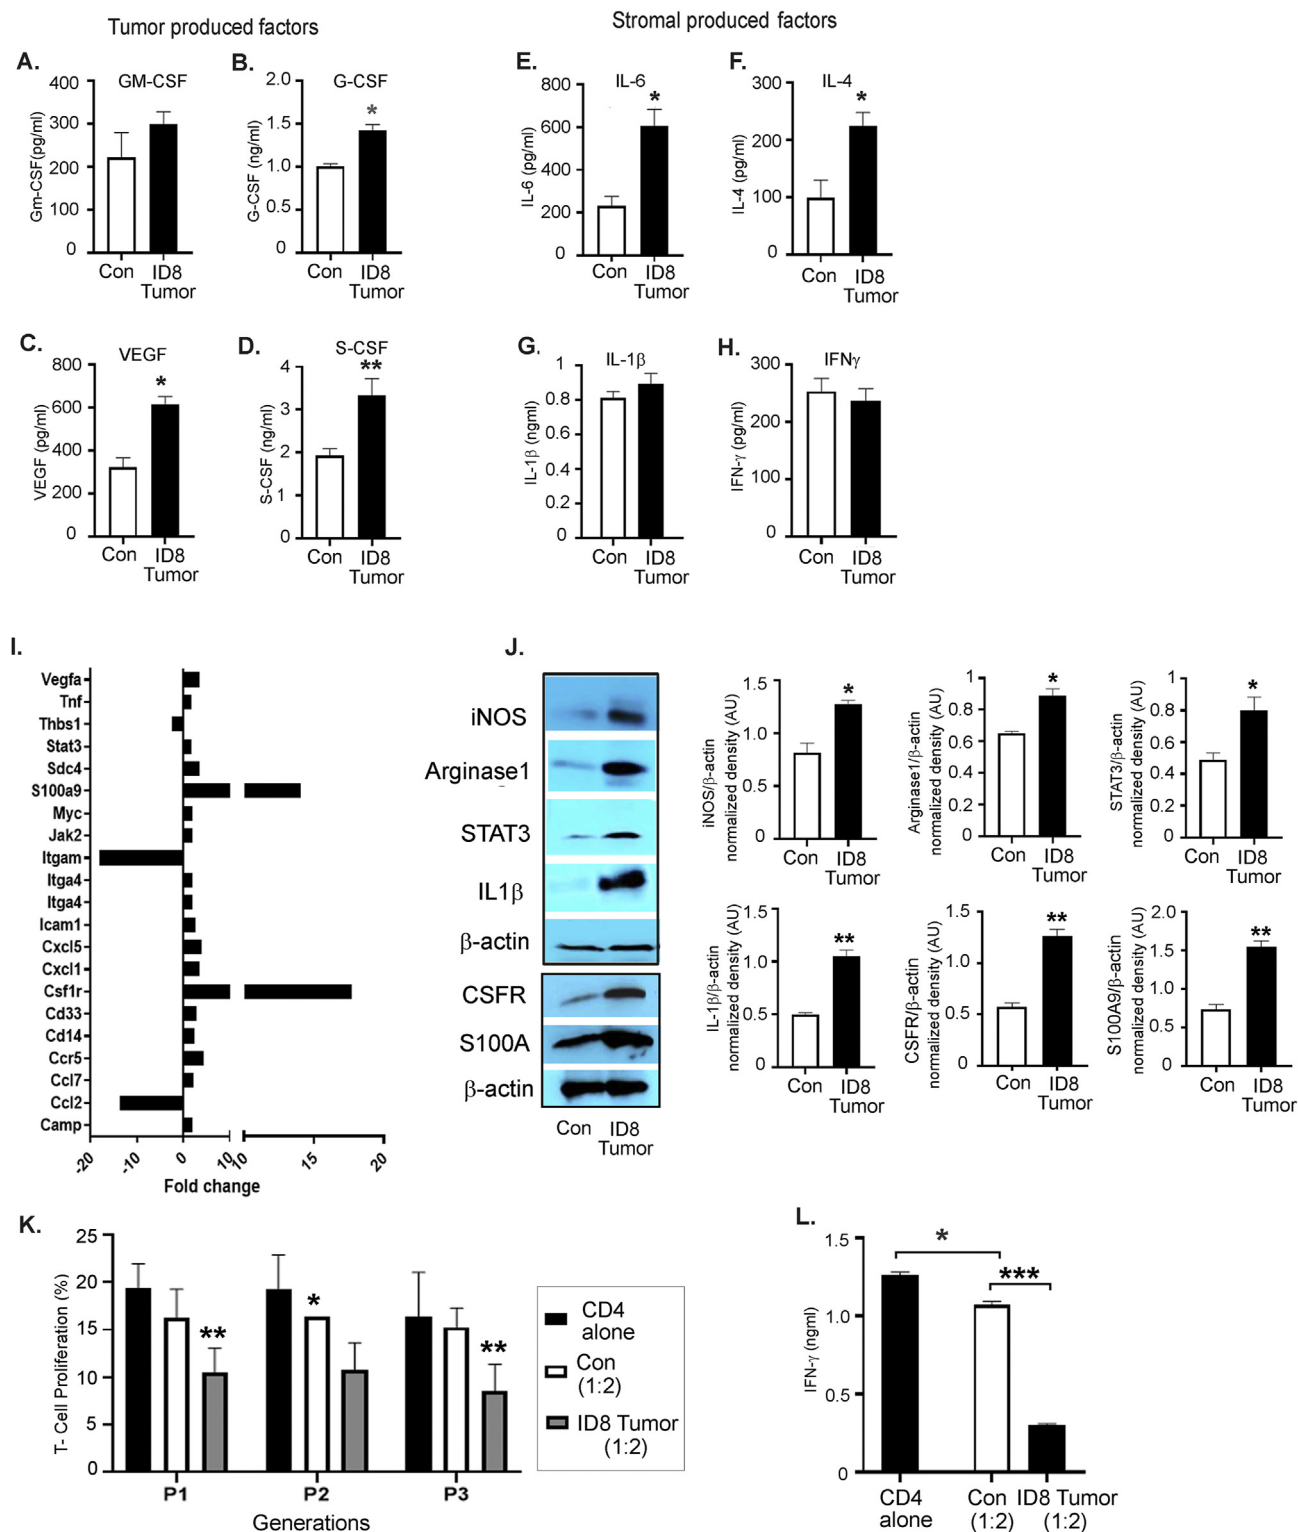 Tumor produced factors
Stromal produced factors
A.
GM-CSF
Gm-CSF(pg/ml)
400
300
200
100
0
Con
ID8
Tumor
B.
G-CSF
G-CSF (ng/ml)
2.0
1.5
1.0
0.5
0
*
Con
ID8
Tumor
E.
IL-6
IL-6 (pg/ml)
800
600
400
200
0
*
Con
ID8
Tumor
F.
IL-4
IL-4 (pg/ml)
300
200
100
0
*
Con
ID8
Tumor
C.
VEGF
VEGF (pg/ml)
800
600
400
200
0
*
Con
ID8
Tumor
D.
S-CSF
S-CSF (ng/ml)
4
3
2
1
0
**
Con
ID8
Tumor
G.
IL-1β
IL-1β (ngml)
1
0.8
0.6
0.4
0.2
0
Con
ID8
Tumor
H.
IFNγ
IFN-γ (pg/ml)
300
200
100
0
Con
ID8
Tumor
I.
Vegfa
Tnf
Thbs1
Stat3
Sdc4
S100a9
Myc
Jak2
Itgam
Itga4
Itga4
Icam1
Cxcl5
Cxcl1
Csf1r
Cd33
Cd14
Ccr5
Ccl7
Ccl2
Camp
-20
-10
0
10
10
15
20
Fold change
J.
iNOS
Arginase1
STAT3
IL1β
β-actin
CSFR
S100A
β-actin
Con
ID8
Tumor
iNOS/β-actin
normalized density (AU)
1.5
1.0
0.5
0
*
Con
ID8
Tumor
Arginase1/β-actin
normalized density (AU)
1
0.8
0.6
0.4
0.2
0
*
Con
ID8
Tumor
STAT3/β-actin
normalized density (AU)
1
0.8
0.6
0.4
0.2
0
*
Con
ID8
Tumor
IL-1β/β-actin
normalized density (AU)
1.5
1.0
0.5
0
**
Con
ID8
Tumor
CSFR/β-actin
normalized density (AU)
1.5
1.0
0.5
0
**
Con
ID8
Tumor
S100A9/β-actin
normalized density (AU)
2.0
1.5
1.0
0.5
0
**
Con
ID8
Tumor
K.
T- Cell Proliferation (%)
25
20
15
10
5
0
**
*
**
P1
P2
P3
Generations
CD4
alone
Con
(1:2)
ID8 Tumor
(1:2)
L.
IFN-γ (ngml)
1.5
1.0
0.5
0
*
***
CD4
alone
Con
(1:2)
ID8 Tumor
(1:2)